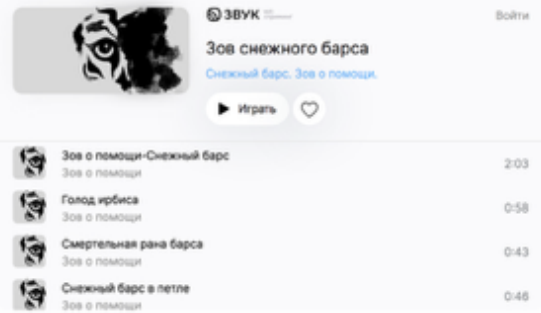 ЗВУК
Войти
Зов снежного барса
Снежный барс. Зов о помощи.
Играть
Зов о помощи-Снежный барс
Зов о помощи
2:03
Голод ирбиса
Зов о помощи
0:58
Смертельная рана барса
Зов о помощи
0:43
Снежный барс в петле
Зов о помощи
0:46